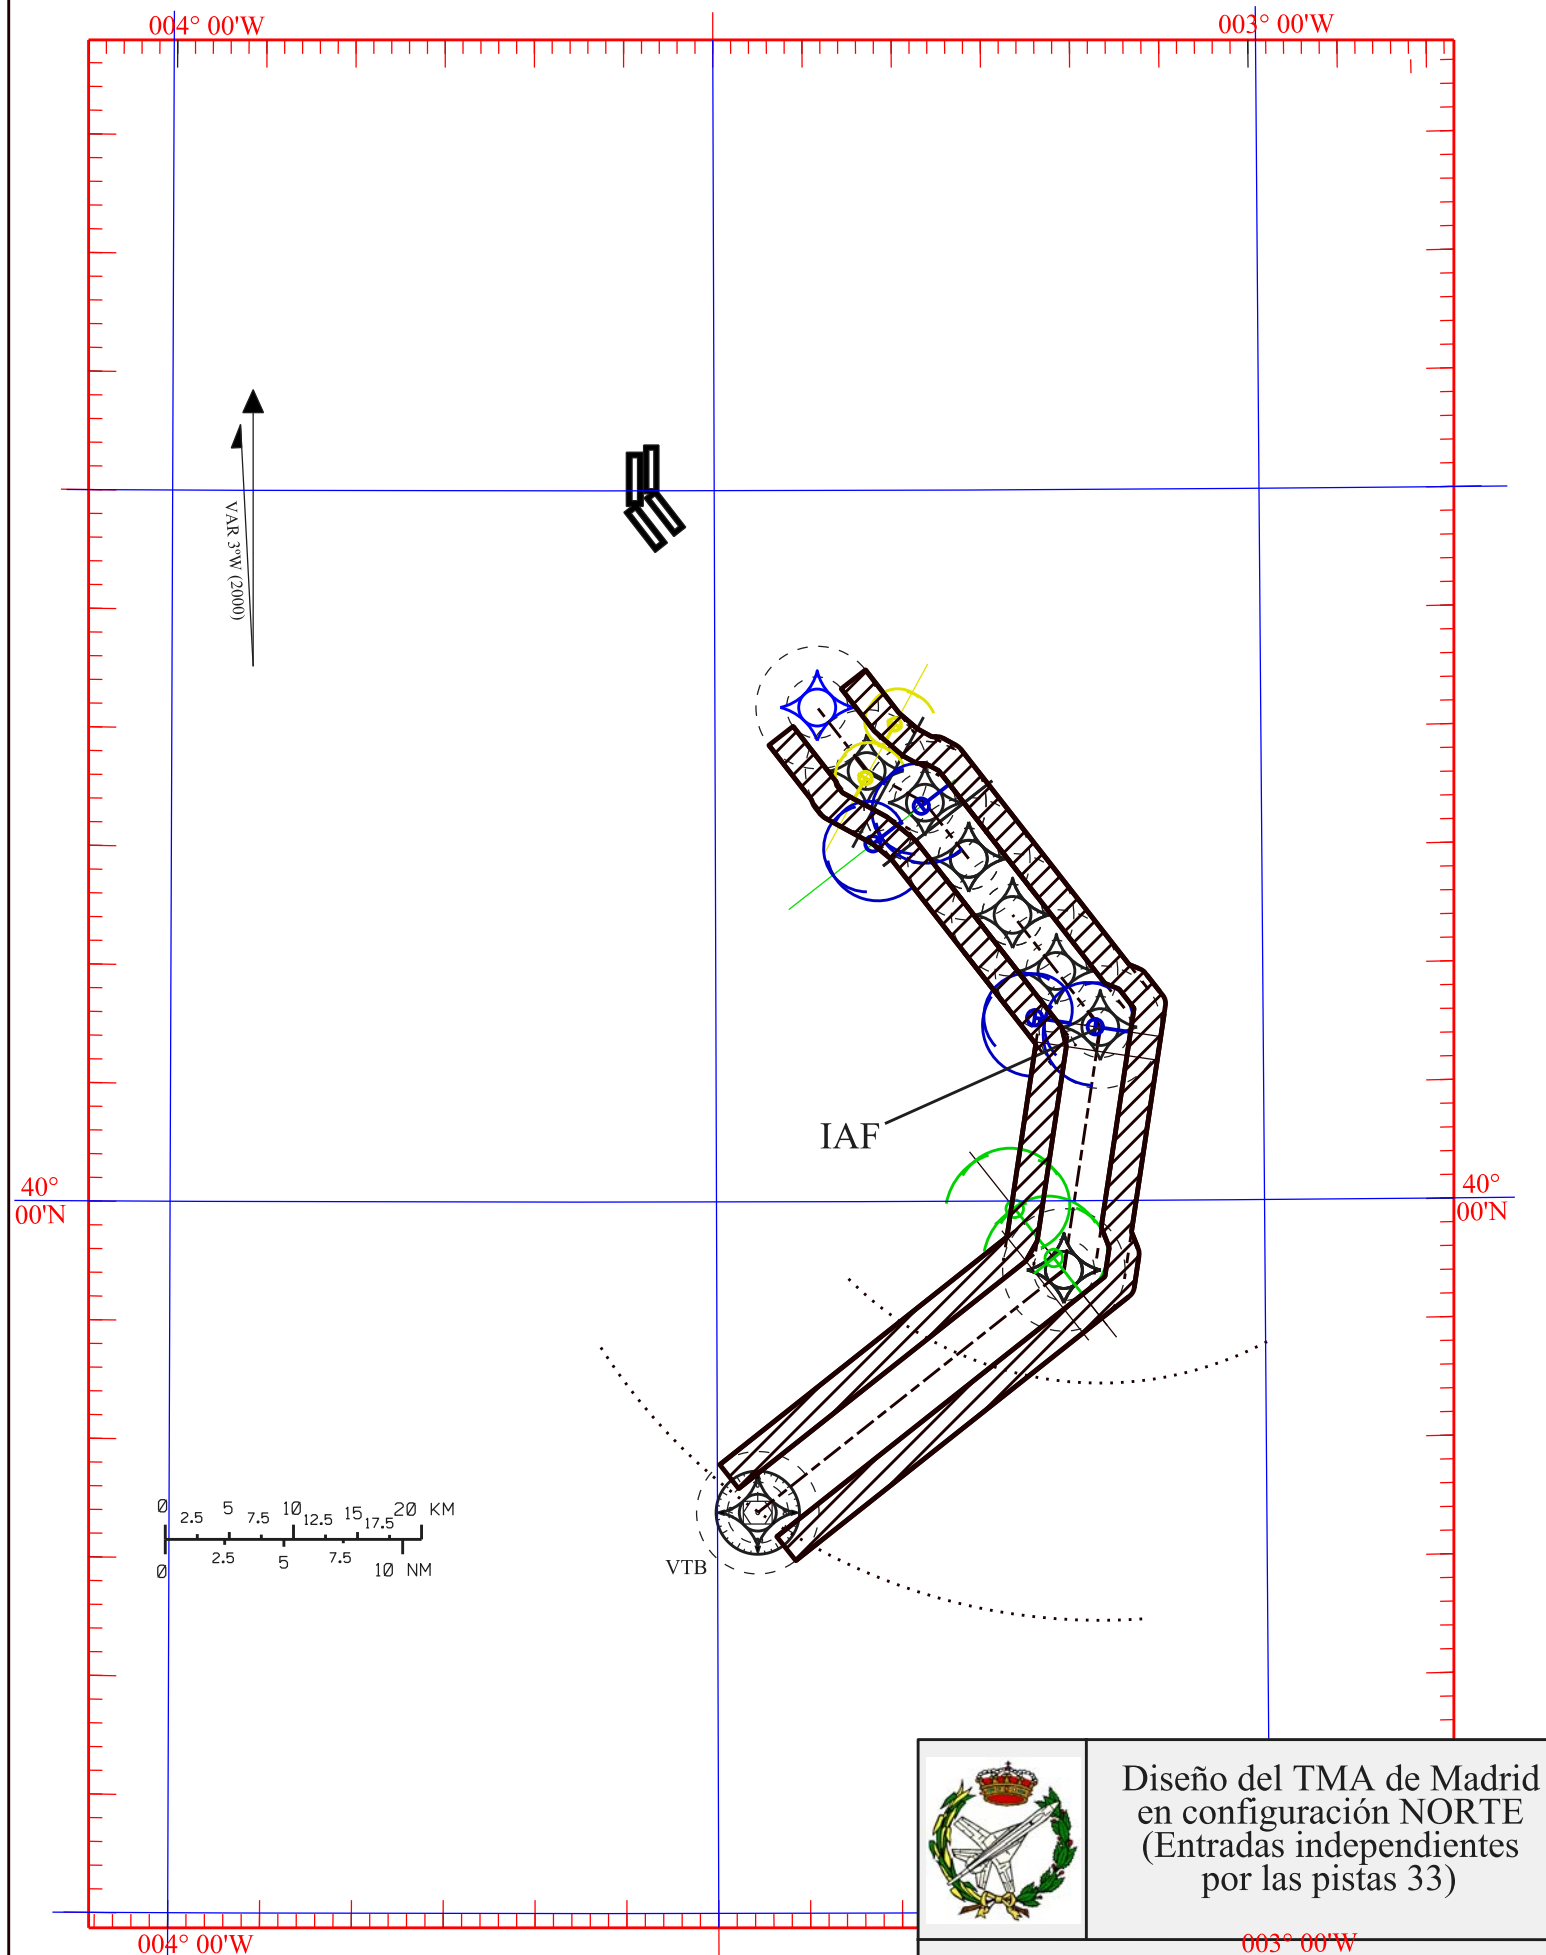 004° 00'W
003° 00'W
VAR 3°W (2000)
IAF
40°
00'N
40°
00'N
0 2.5 5 7.5 10 12.5 15 17.5 20 KM
0 2.5 5 7.5 10 NM
VTB
Diseño del TMA de Madrid
en configuración NORTE
(Entradas independientes
por las pistas 33)
004° 00'W
003° 00'W